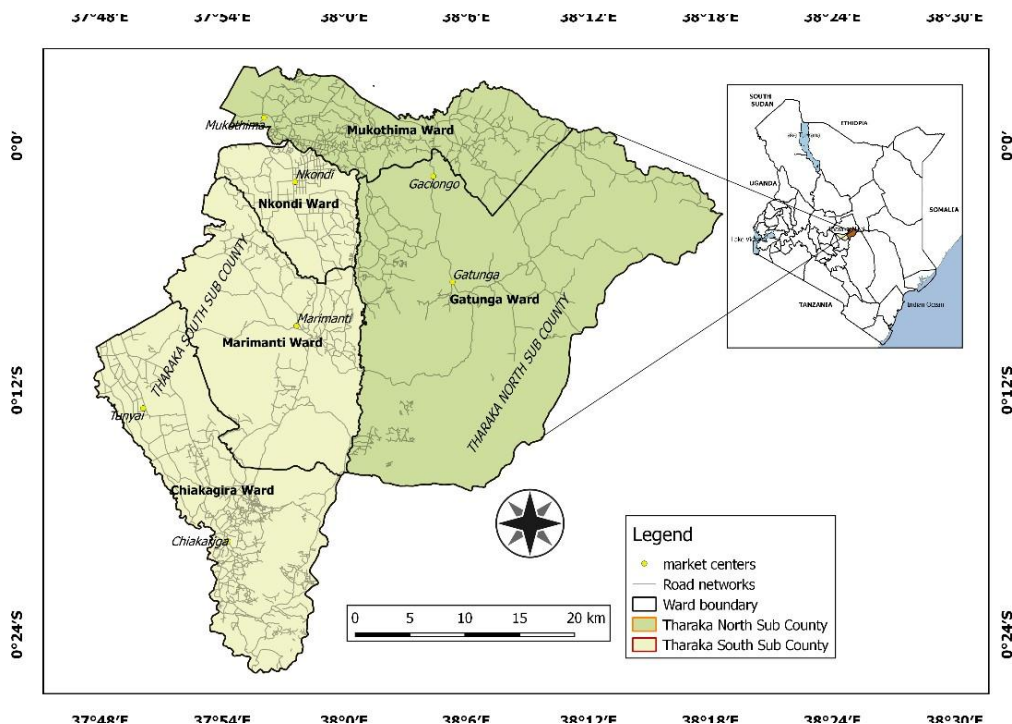 37°48′E 37°54′E 38°0′E 38°6′E 38°12′E 38°18′E 38°24′E 38°30′E
0°0′
0°0′
0°12′S
0°12′S
0°24′S
0°24′S
Mukothima
Mukothima Ward
Nkondi
Nkondi Ward
Gaciongo
Gatunga
Gatunga Ward
THARAKA SOUTH SUB COUNTY
Marimanti
Marimanti Ward
THARAKA NORTH SUB COUNTY
Tunyai
Chiakagira Ward
Chiakariga
SOUTH
SUDAN
ETHIOPIA
UGANDA
SOMALIA
Lake Victoria
TANZANIA
Indian Ocean
Legend
market centers
Road networks
Ward boundary
Tharaka North Sub County
Tharaka South Sub County
0 5 10 15 20 km
37°48′E 37°54′E 38°0′E 38°6′E 38°12′E 38°18′E 38°24′E 38°30′E